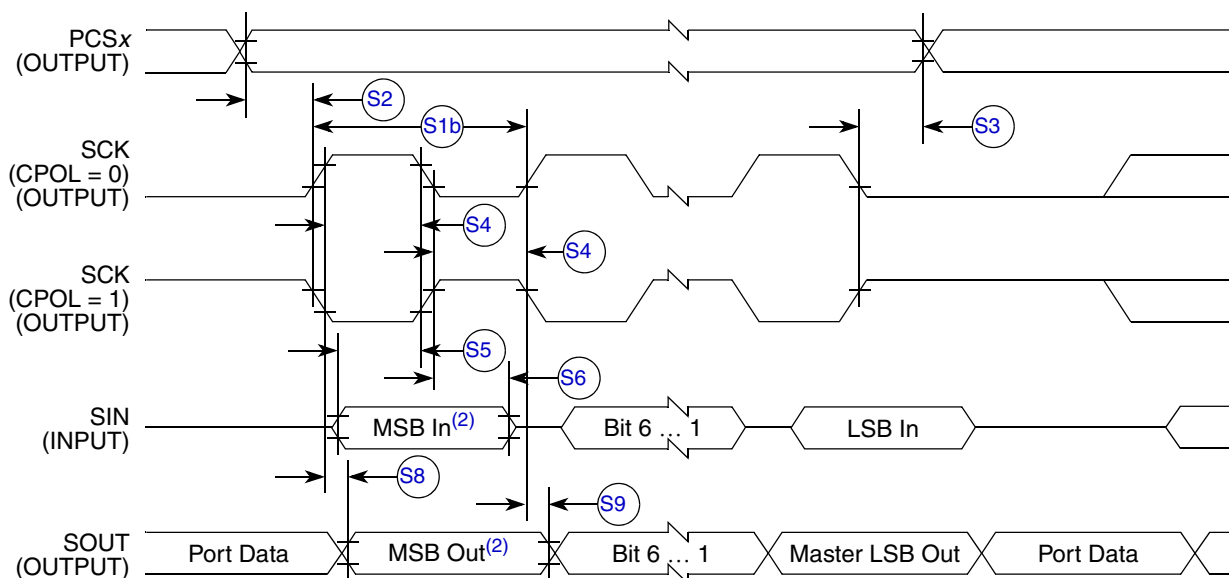 PCSx
(OUTPUT)
S2
S1b
S3
SCK
(CPOL = 0)
(OUTPUT)
S4
S4
SCK
(CPOL = 1)
(OUTPUT)
S5
S6
SIN
(INPUT)
MSB In(2)
Bit 6 … 1
LSB In
S8
S9
SOUT
(OUTPUT)
Port Data
MSB Out(2)
Bit 6 … 1
Master LSB Out
Port Data